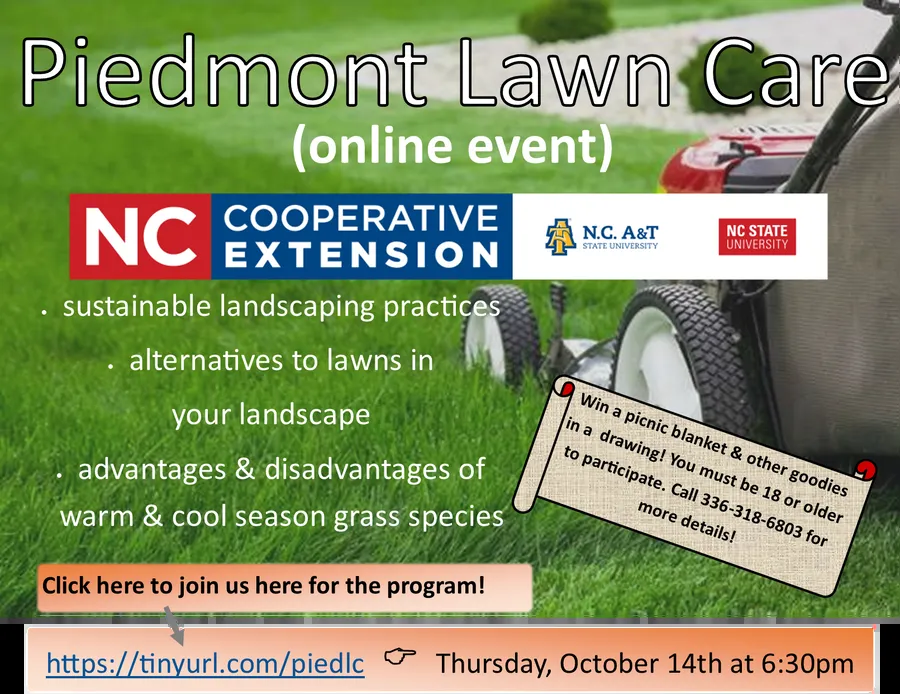 Piedmont Lawn Care
(online event)
NC COOPERATIVE EXTENSION
N.C. A&T
STATE UNIVERSITY
NC STATE
UNIVERSITY
• sustainable landscaping practices
• alternatives to lawns in
your landscape
• advantages & disadvantages of
warm & cool season grass species
Win a picnic blanket & other goodies
in a drawing! You must be 18 or older
to participate. Call 336-318-6803 for
more details!
Click here to join us here for the program!
https://tinyurl.com/piedlc ☞ Thursday, October 14th at 6:30pm